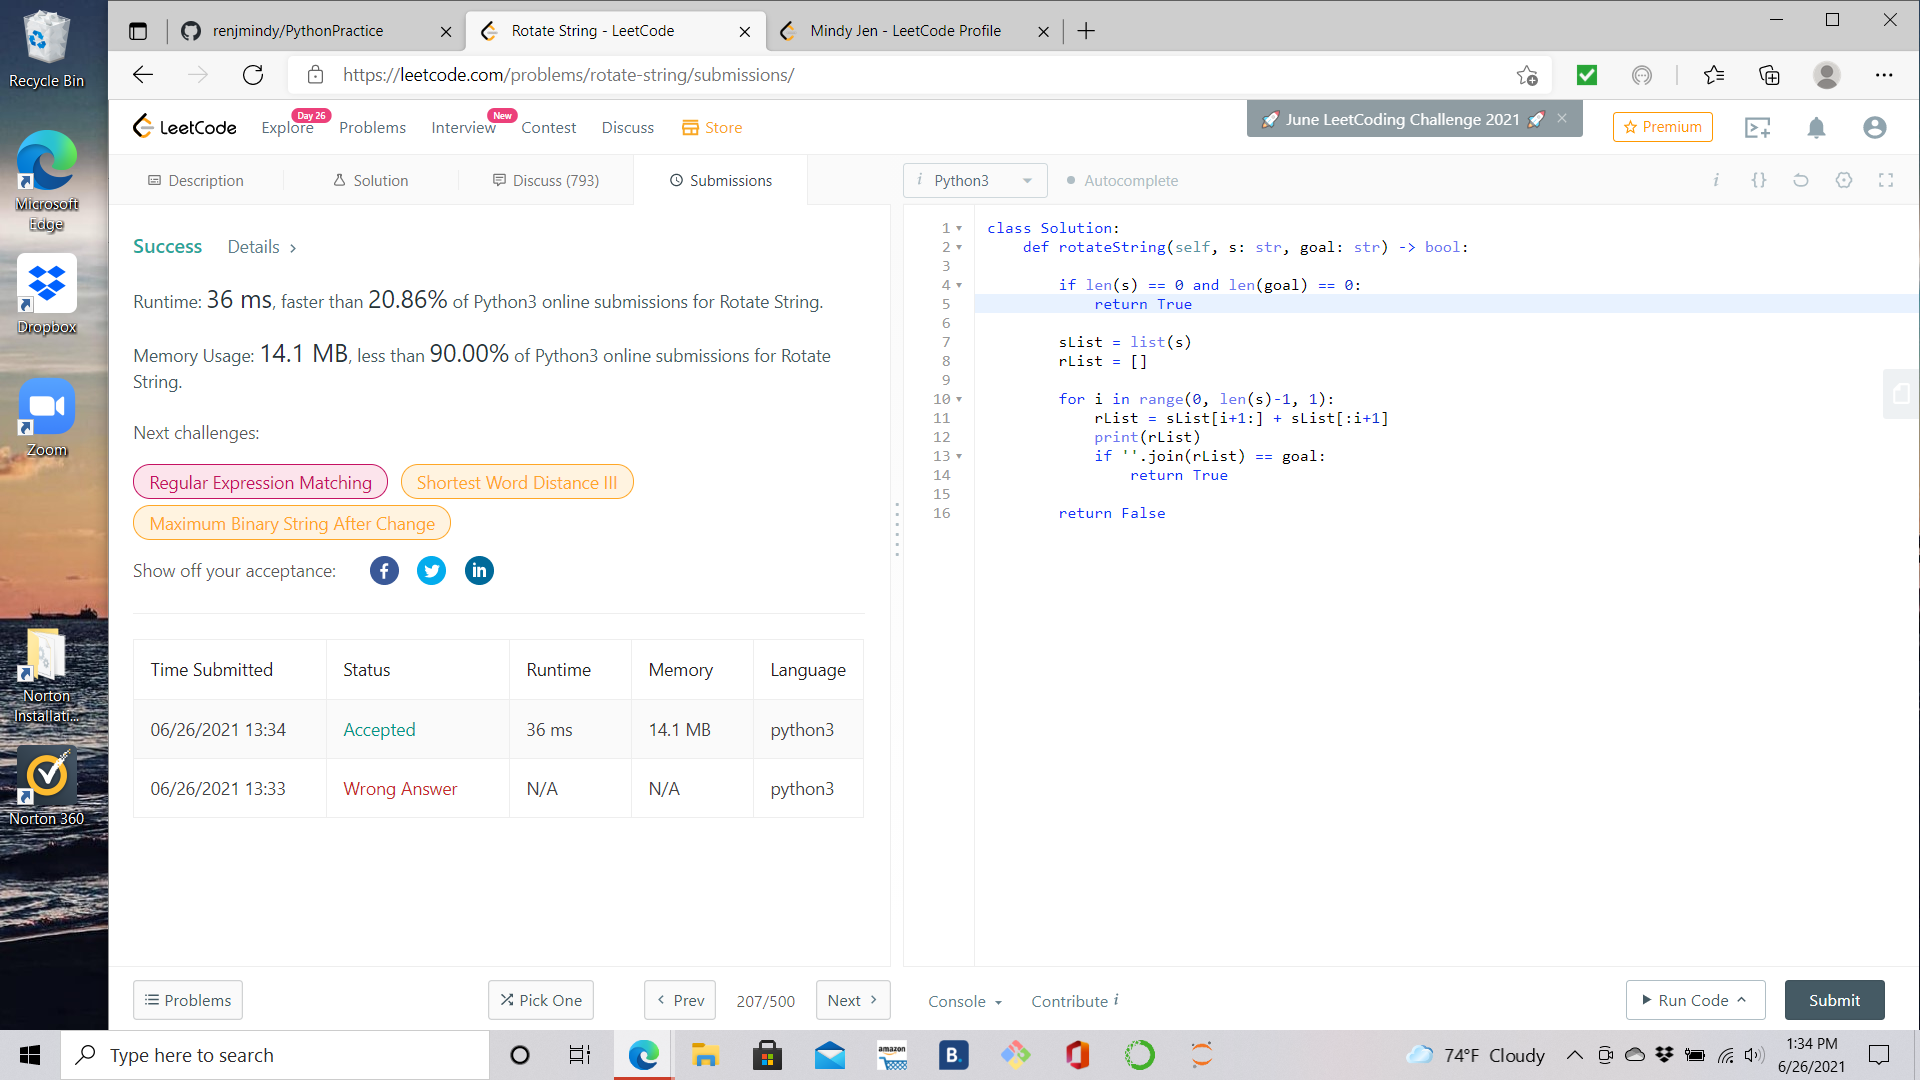 Recycle Bin
Microsoft
Edge
Dropbox
Zoom
Norton
Installati...
Norton 360
renjmindy/PythonPractice
Rotate String - LeetCode
Mindy Jen - LeetCode Profile
https://leetcode.com/problems/rotate-string/submissions/
LeetCode
Explore
Day 26
Problems
Interview
New
Contest
Discuss
Store
June LeetCoding Challenge 2021
Premium
Description
Solution
Discuss (793)
Submissions
i Python3
Autocomplete
i
{}
Success
Details
Runtime: 36 ms, faster than 20.86% of Python3 online submissions for Rotate String.
Memory Usage: 14.1 MB, less than 90.00% of Python3 online submissions for Rotate
String.
Next challenges:
Regular Expression Matching
Shortest Word Distance III
Maximum Binary String After Change
Show off your acceptance:
f
in
Time Submitted Status Runtime Memory Language
06/26/2021 13:34 Accepted 36 ms 14.1 MB python3
06/26/2021 13:33 Wrong Answer N/A N/A python3
1 class Solution:
2     def rotateString(self, s: str, goal: str) -> bool:
3
4         if len(s) == 0 and len(goal) == 0:
5             return True
6
7         sList = list(s)
8         rList = []
9
10         for i in range(0, len(s)-1, 1):
11             rList = sList[i+1:] + sList[:i+1]
12             print(rList)
13             if ''.join(rList) == goal:
14                 return True
15
16         return False
Problems
Pick One
Prev
207/500
Next
Console
Contribute i
Run Code
Submit
Type here to search
amazon
B.
74°F Cloudy
1:34 PM
6/26/2021